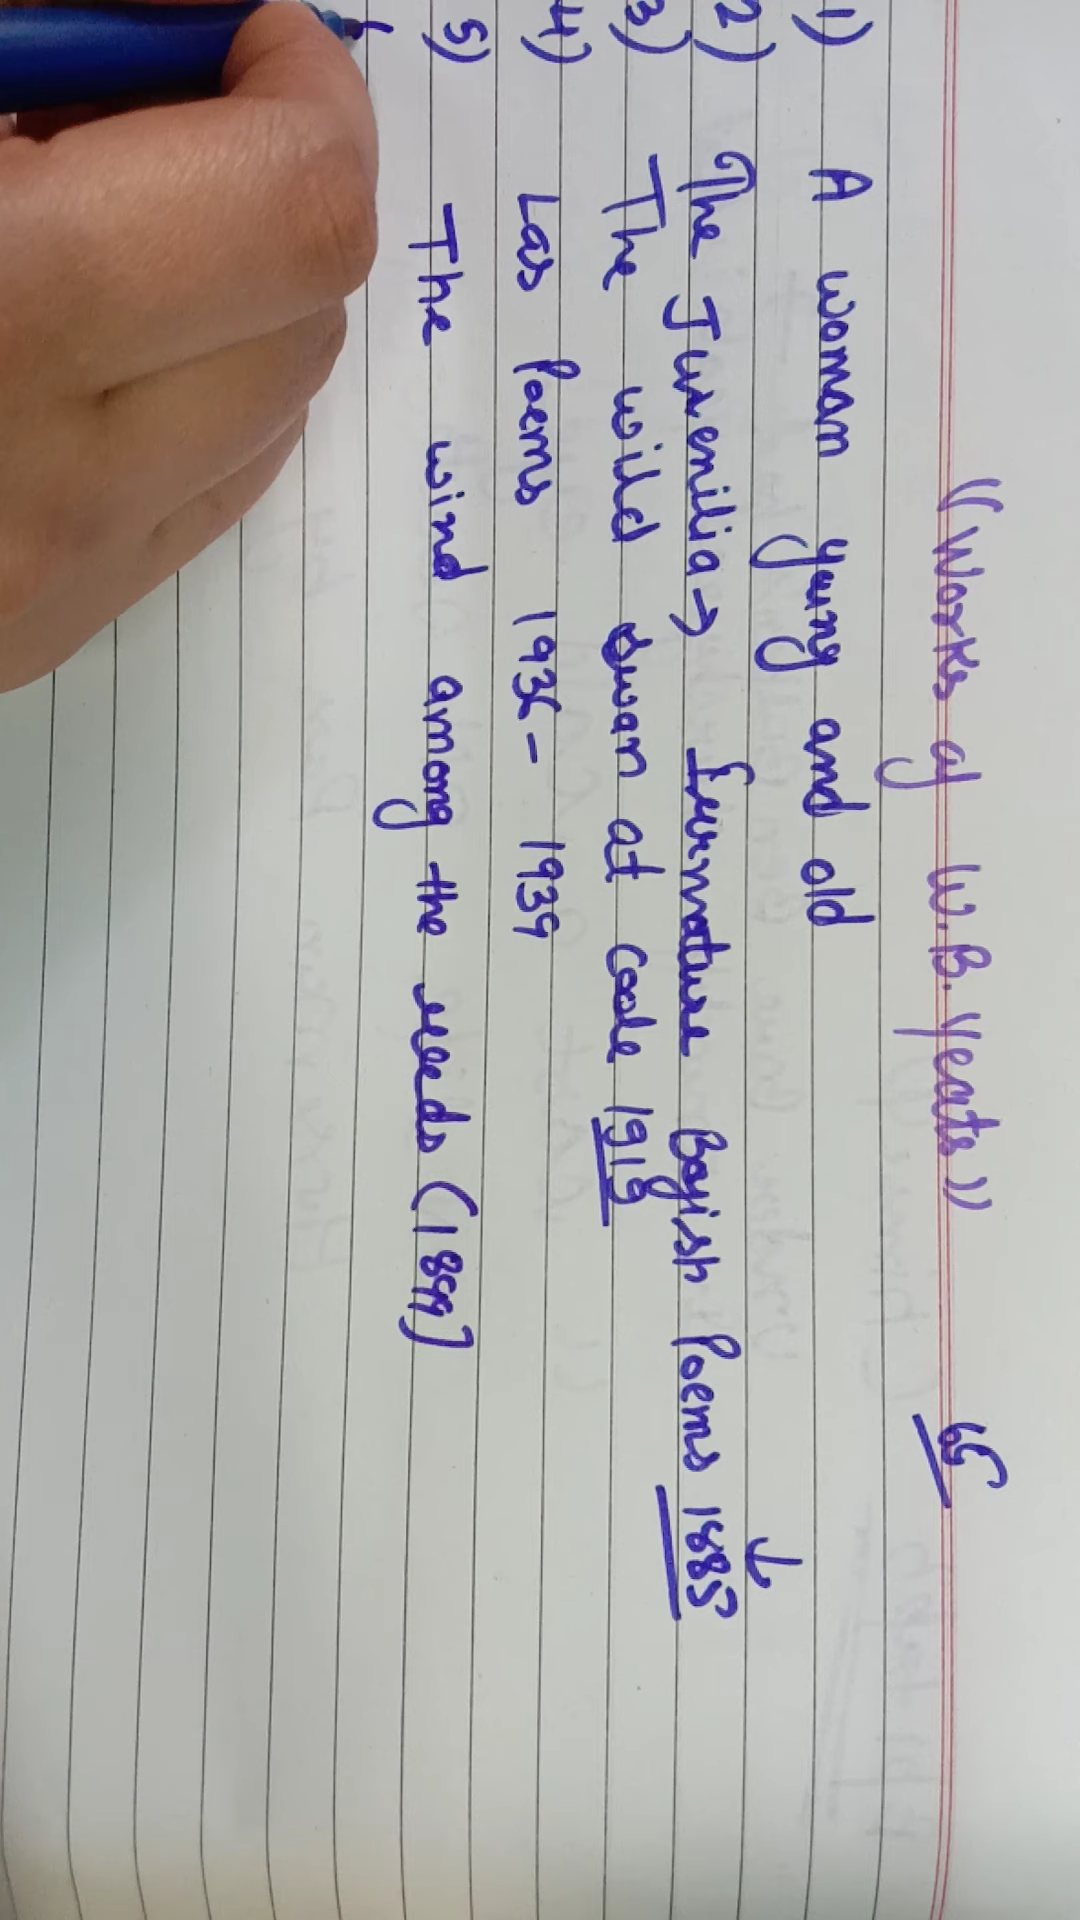 ((Works of W.B. Yeats))
1) A woman young and old
2) The Juvenilia → Immature Boyish Poems 1885
3) The wild swan at coole 1919
4) Las Poems 1936 - 1939
5) The wind among the reeds (1899)